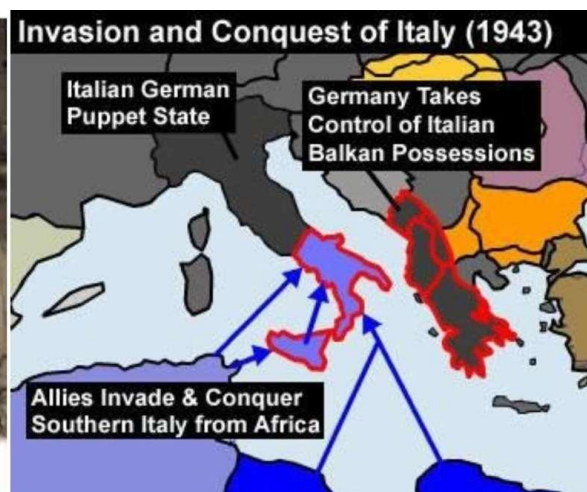 Invasion and Conquest of Italy (1943)
Italian German
Puppet State
Germany Takes
Control of Italian
Balkan Possessions
Allies Invade & Conquer
Southern Italy from Africa